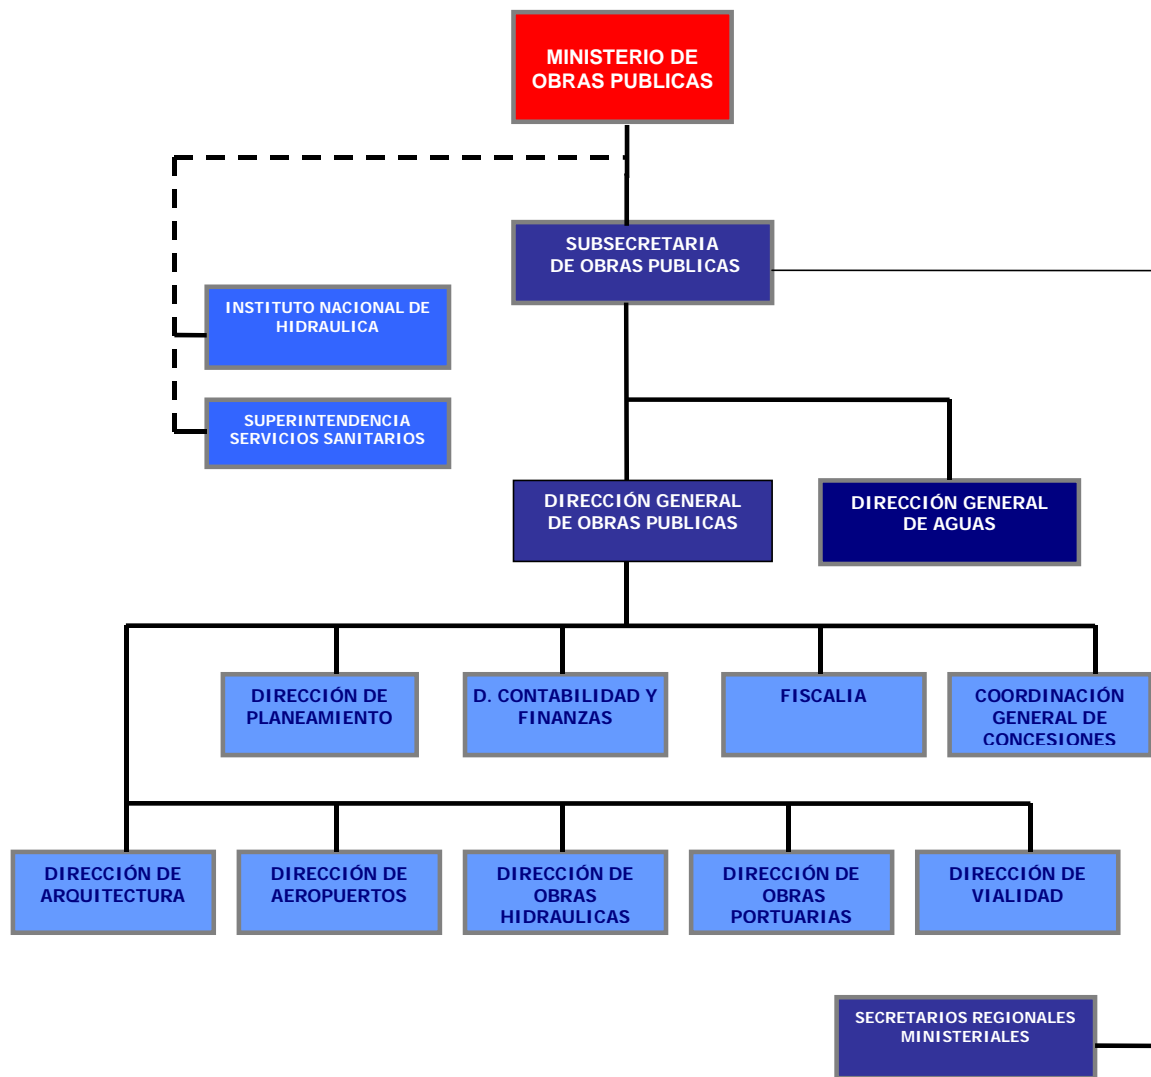 MINISTERIO DE
OBRAS PUBLICAS
SUBSECRETARIA
DE OBRAS PUBLICAS
INSTITUTO NACIONAL DE
HIDRAULICA
SUPERINTENDENCIA
SERVICIOS SANITARIOS
DIRECCIÓN GENERAL
DE OBRAS PUBLICAS
DIRECCIÓN GENERAL
DE AGUAS
DIRECCIÓN DE
PLANEAMIENTO
D. CONTABILIDAD Y
FINANZAS
FISCALIA
COORDINACIÓN
GENERAL DE
CONCESIONES
DIRECCIÓN DE
ARQUITECTURA
DIRECCIÓN DE
AEROPUERTOS
DIRECCIÓN DE
OBRAS
HIDRAULICAS
DIRECCIÓN DE
OBRAS
PORTUARIAS
DIRECCIÓN DE
VIALIDAD
SECRETARIOS REGIONALES
MINISTERIALES